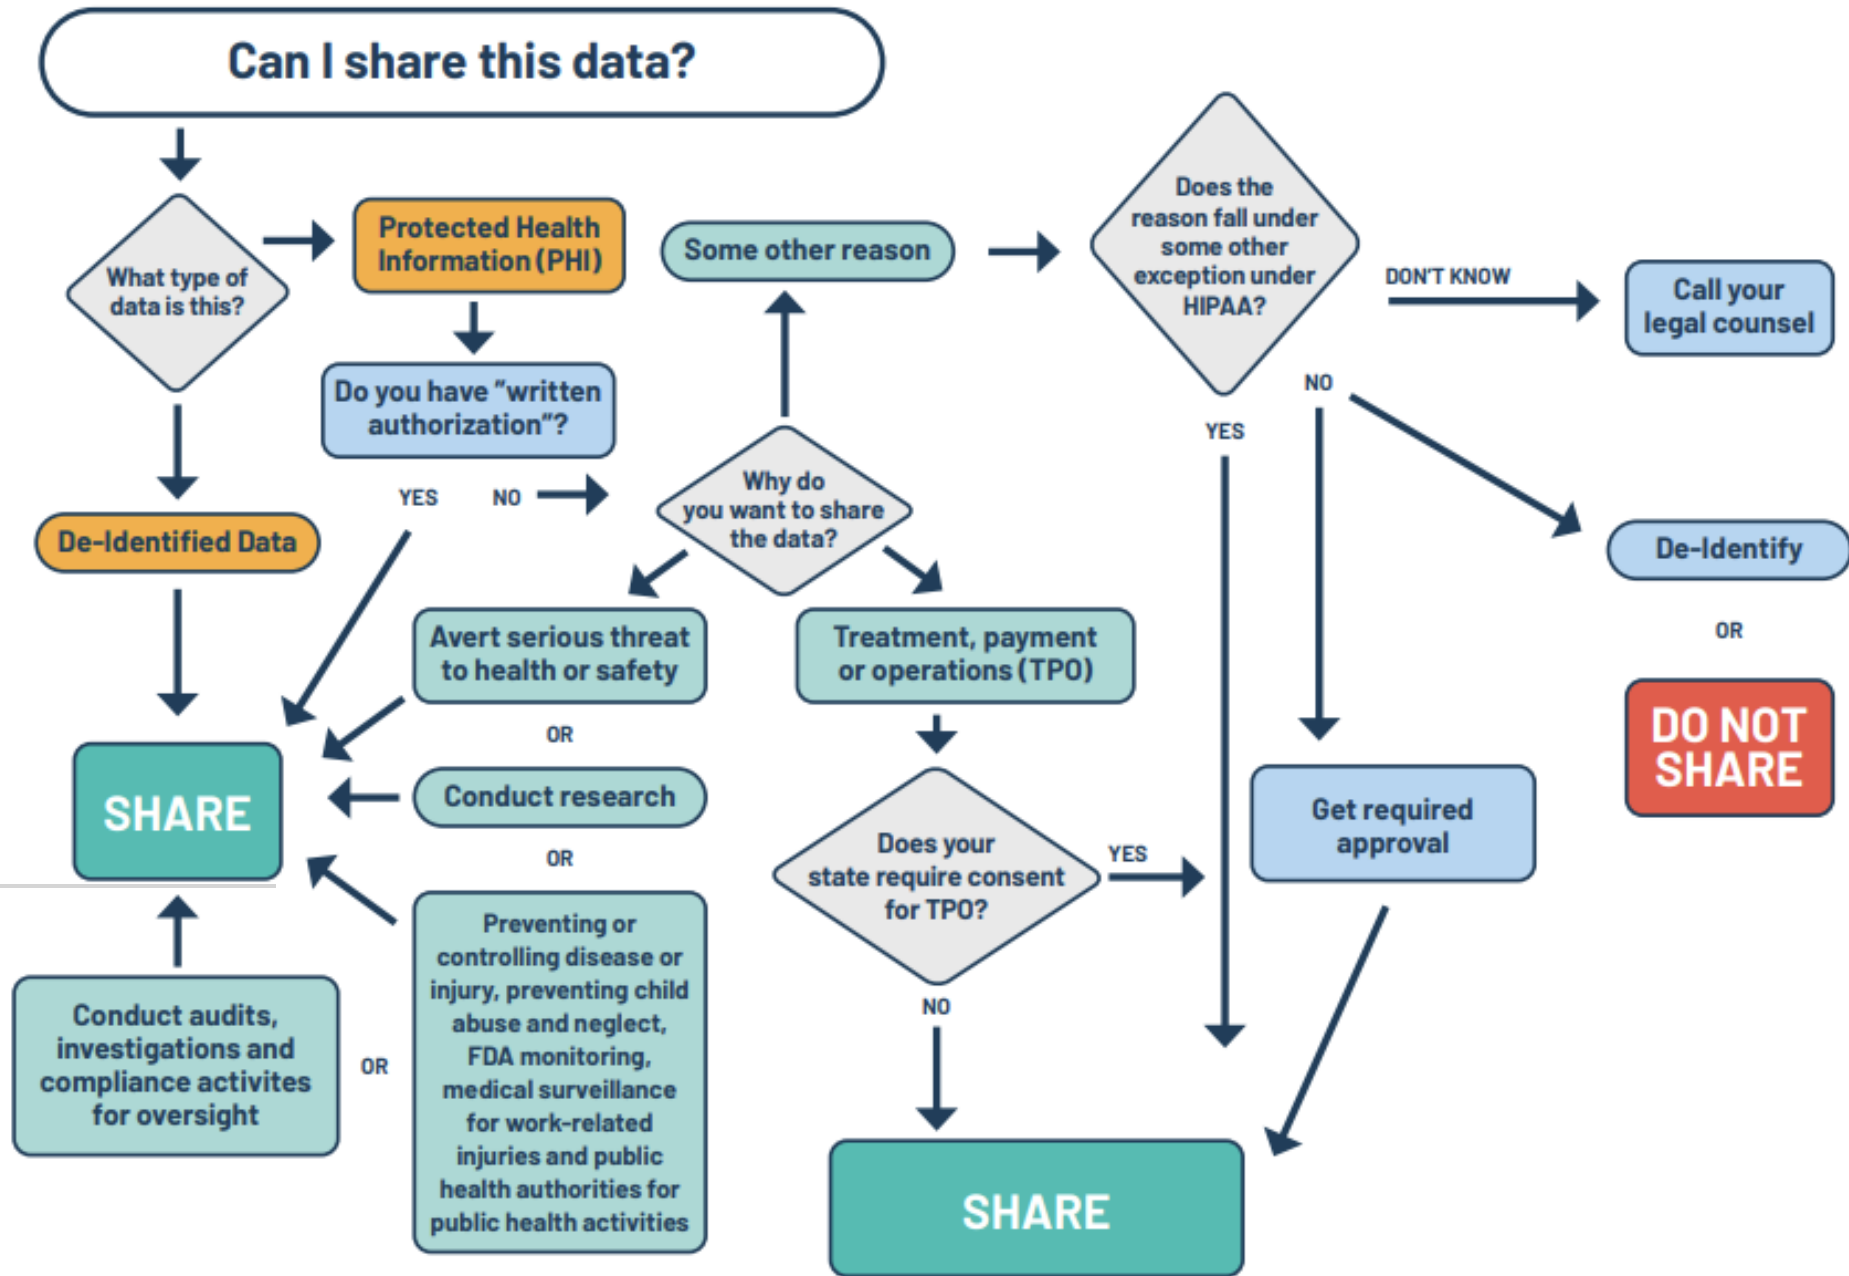 Can I share this data?
What type of
data is this?
Protected Health
Information (PHI)
Do you have "written
authorization"?
YES
NO
De-Identified Data
Some other reason
Why do
you want to share
the data?
Does the
reason fall under
some other
exception under
HIPAA?
DON'T KNOW
Call your
legal counsel
NO
YES
De-Identify
OR
DO NOT
SHARE
Avert serious threat
to health or safety
OR
Conduct research
OR
Preventing or
controlling disease or
injury, preventing child
abuse and neglect,
FDA monitoring,
medical surveillance
for work-related
injuries and public
health authorities for
public health activities
OR
Conduct audits,
investigations and
compliance activites
for oversight
SHARE
Treatment, payment
or operations (TPO)
Does your
state require consent
for TPO?
YES
NO
Get required
approval
SHARE